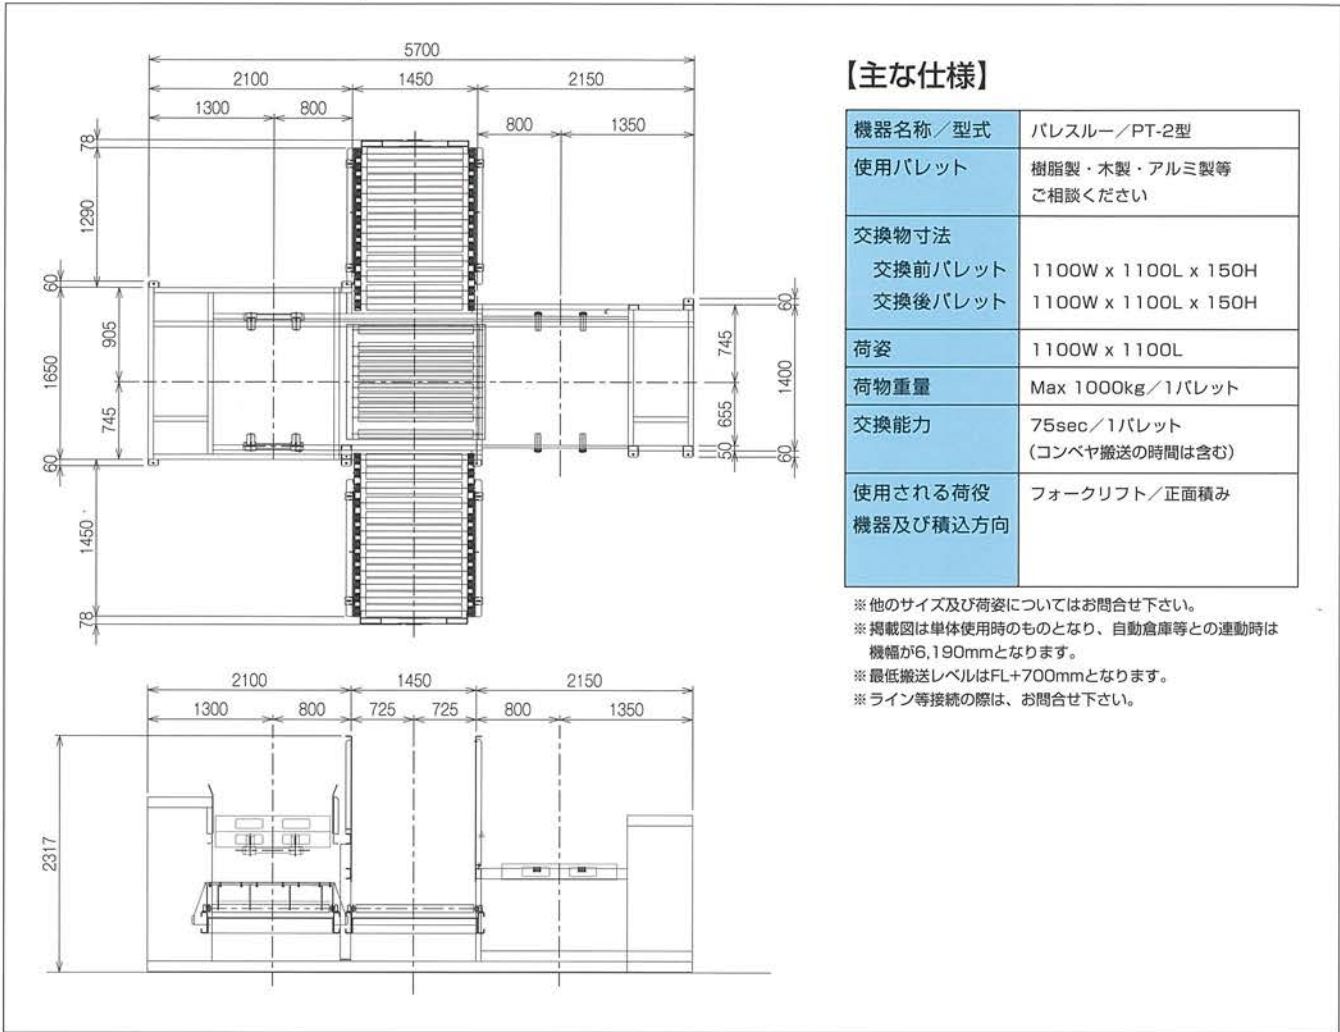 5700
2100 1450 2150
1300 800
800 1350
78
1290
60
905
1650
745
60
1450
78
60
745
1400
655
50
60
2100 1450 2150
1300 800 725 725 800 1350
2317
【主な仕様】
機器名称／型式 パレスルー／PT-2型
使用パレット 樹脂製・木製・アルミ製等
ご相談ください
交換物寸法
交換前パレット 1100W x 1100L x 150H
交換後パレット 1100W x 1100L x 150H
荷姿 1100W x 1100L
荷物重量 Max 1000kg／1パレット
交換能力 75sec／1パレット
（コンベヤ搬送の時間は含む）
使用される荷役 フォークリフト／正面積み
機器及び積込方向
※他のサイズ及び荷姿についてはお問合せ下さい。
※掲載図は単体使用時のものとなり、自動倉庫等との連動時は
機幅が6,190mmとなります。
※最低搬送レベルはFL+700mmとなります。
※ライン等接続の際は、お問合せ下さい。